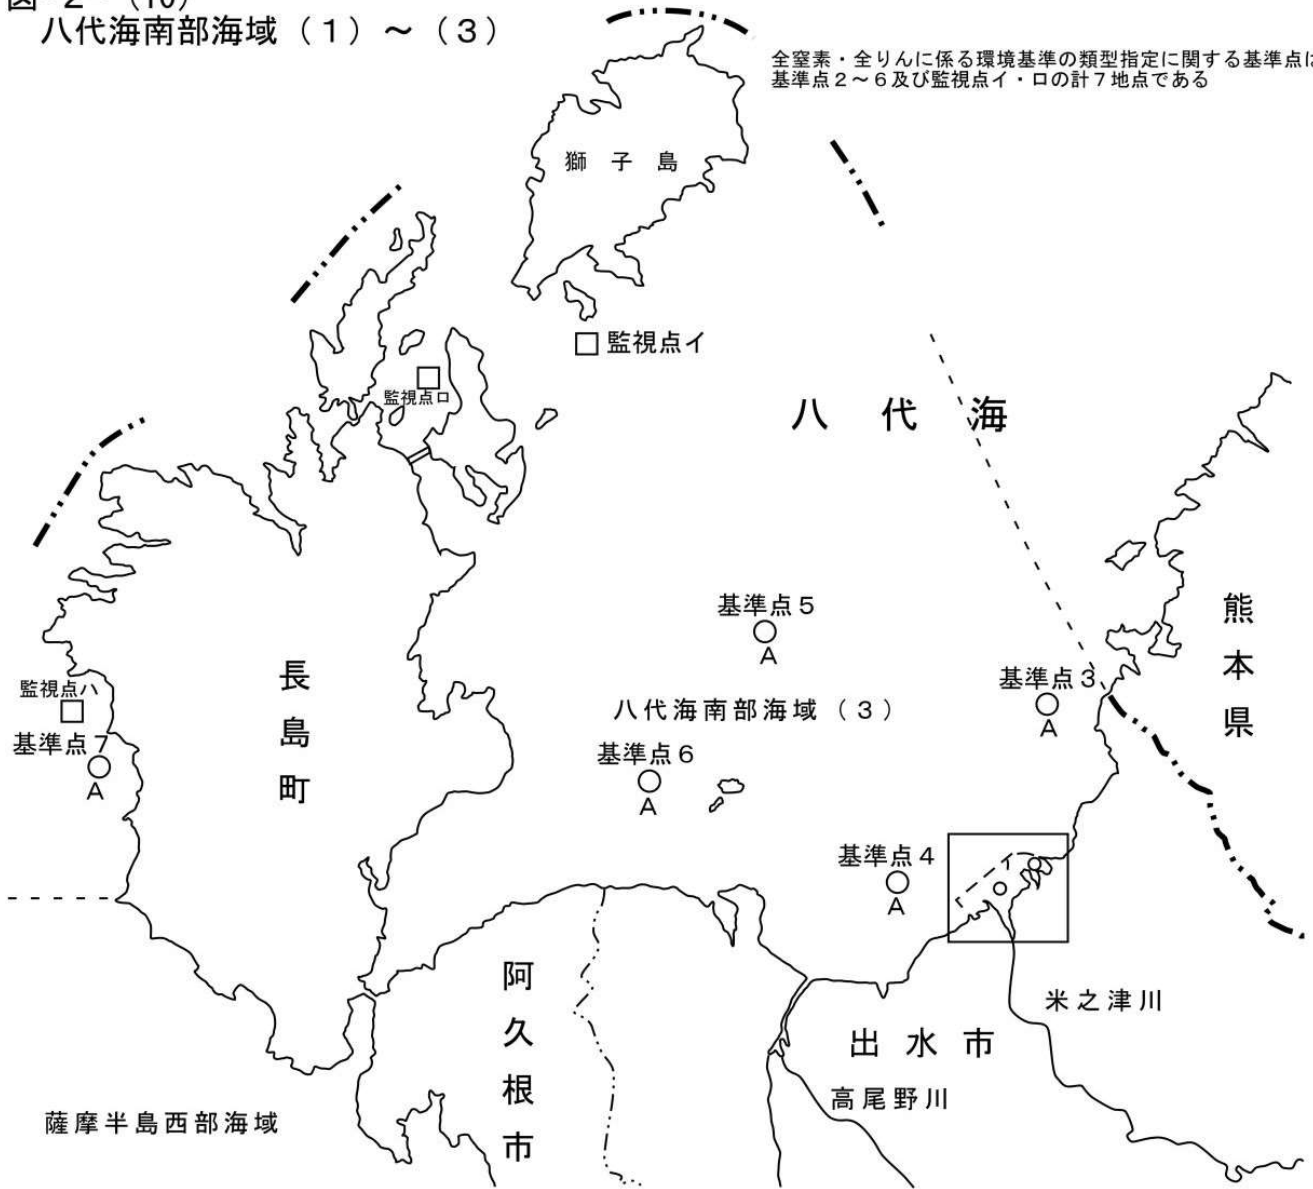 八代海南部海域（１）～（３）
全窒素・全りんに係る環境基準の類型指定に関する基準点は
基準点２～６及び監視点イ・ロの計７地点である
獅子島
監視点イ
監視点ロ
八代海
基準点５
A
熊本県
長島町
基準点３
A
監視点ハ
八代海南部海域（３）
基準点７
A
基準点６
A
基準点４
A
阿久根市
米之津川
出水市
高尾野川
薩摩半島西部海域